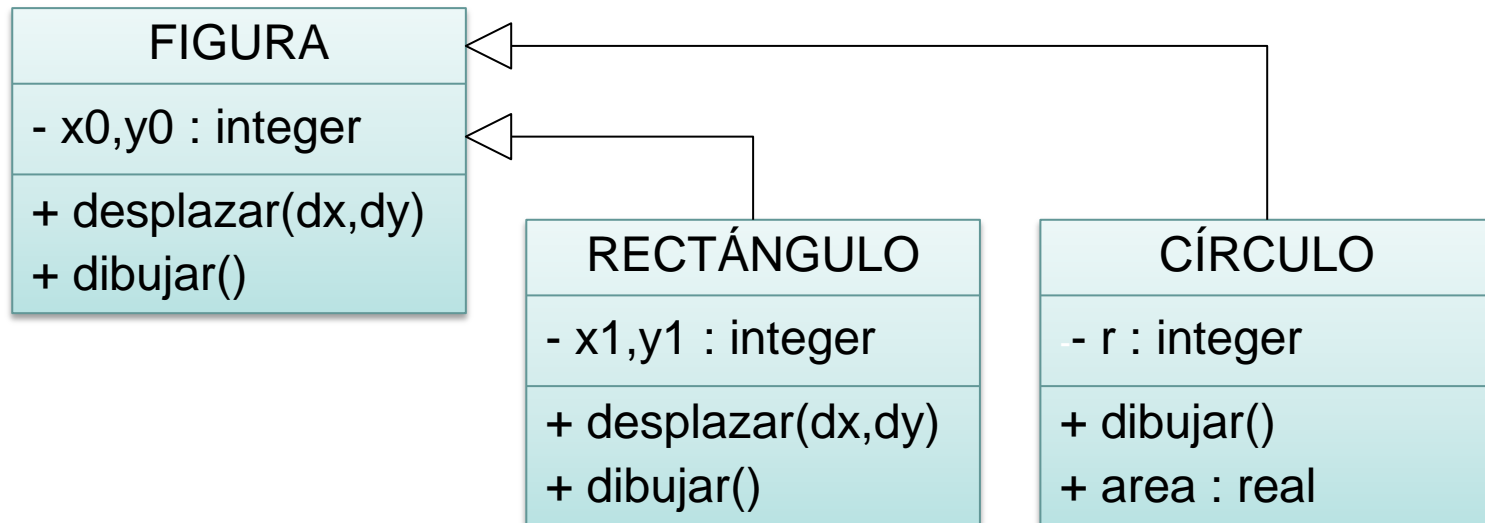 FIGURA
- x0,y0 : integer
+ desplazar(dx,dy)
+ dibujar()
RECTÁNGULO
- x1,y1 : integer
+ desplazar(dx,dy)
+ dibujar()
CÍRCULO
-- r : integer
+ dibujar()
+ area : real